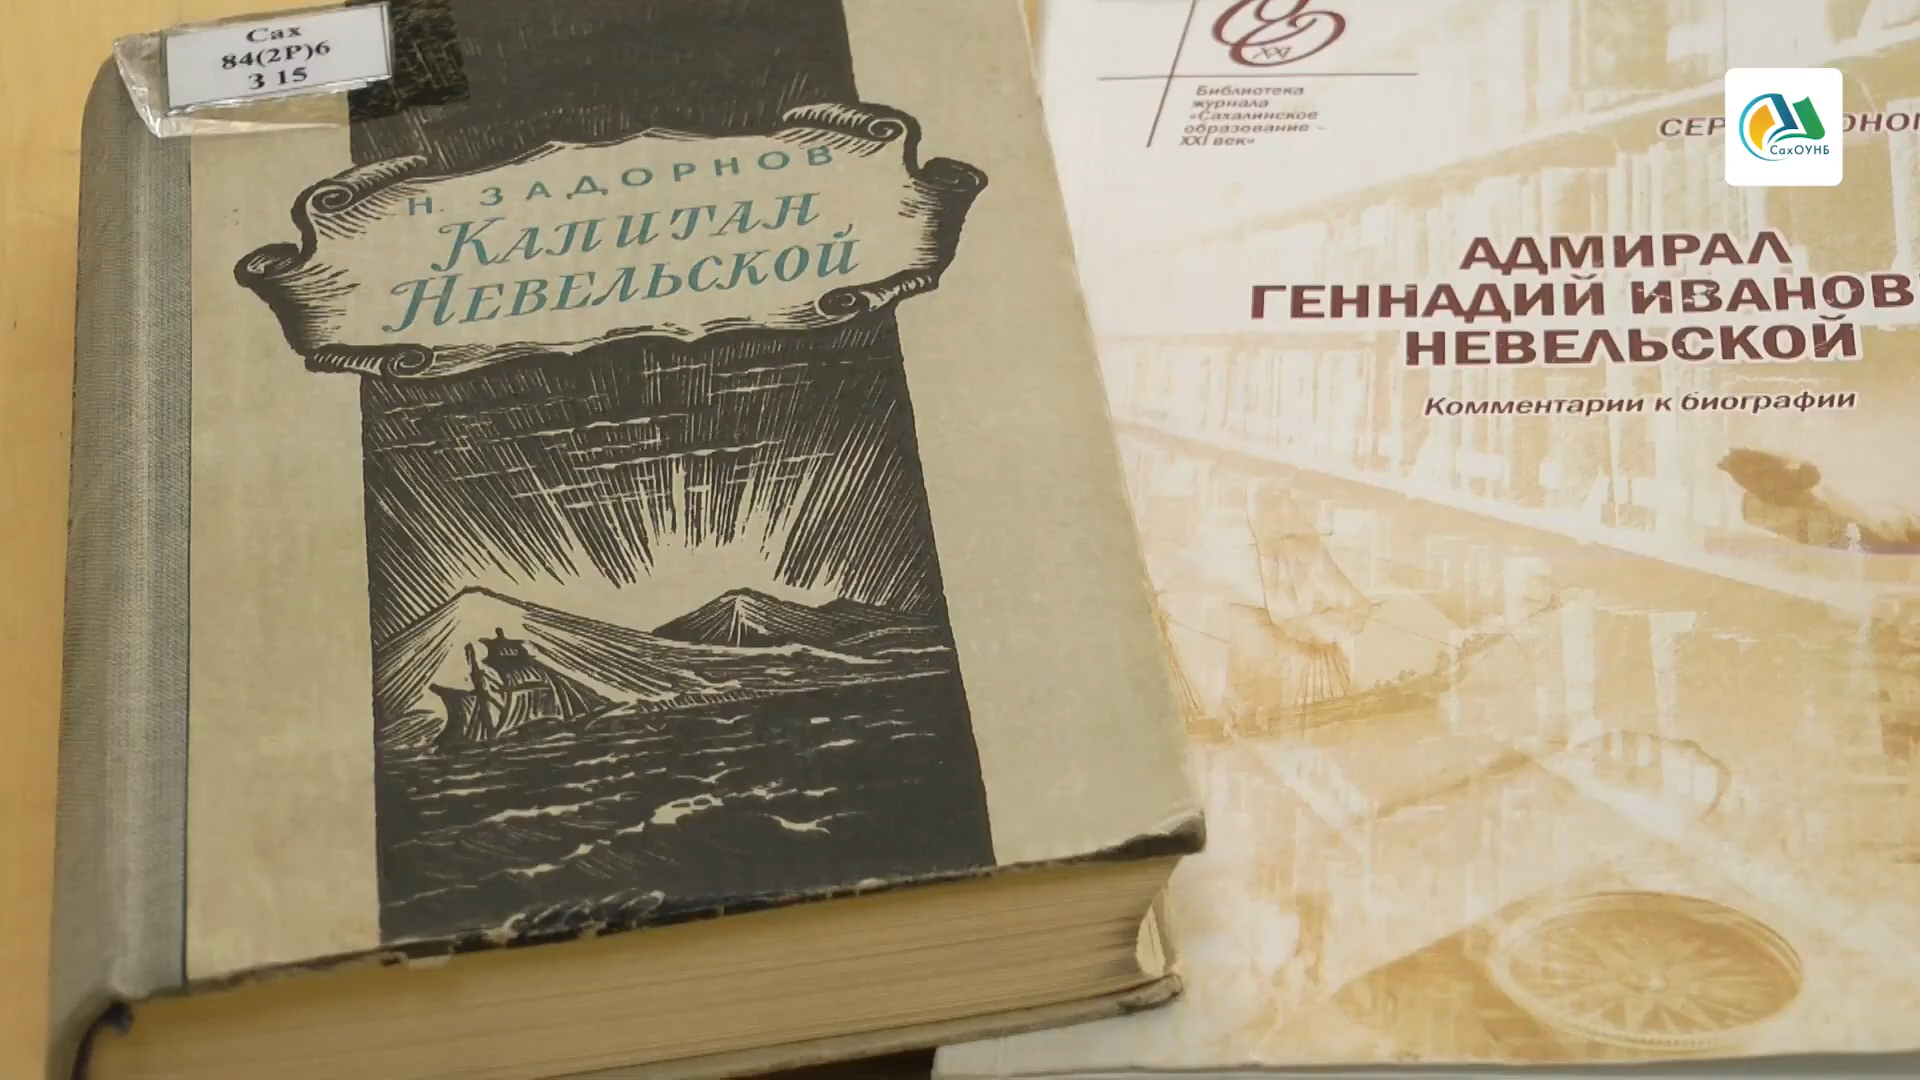 Сах
84(2Р)6
З 15
Н. ЗАДОРНОВ
КАПИТАН
НЕВЕЛЬСКОЙ
XXI
Библиотека
журнала
«Сахалинское
образование –
XXI век»
СахОУНБ
АДМИРАЛ
ГЕННАДИЙ ИВАНОВ
НЕВЕЛЬСКОЙ
Комментарии к биографии